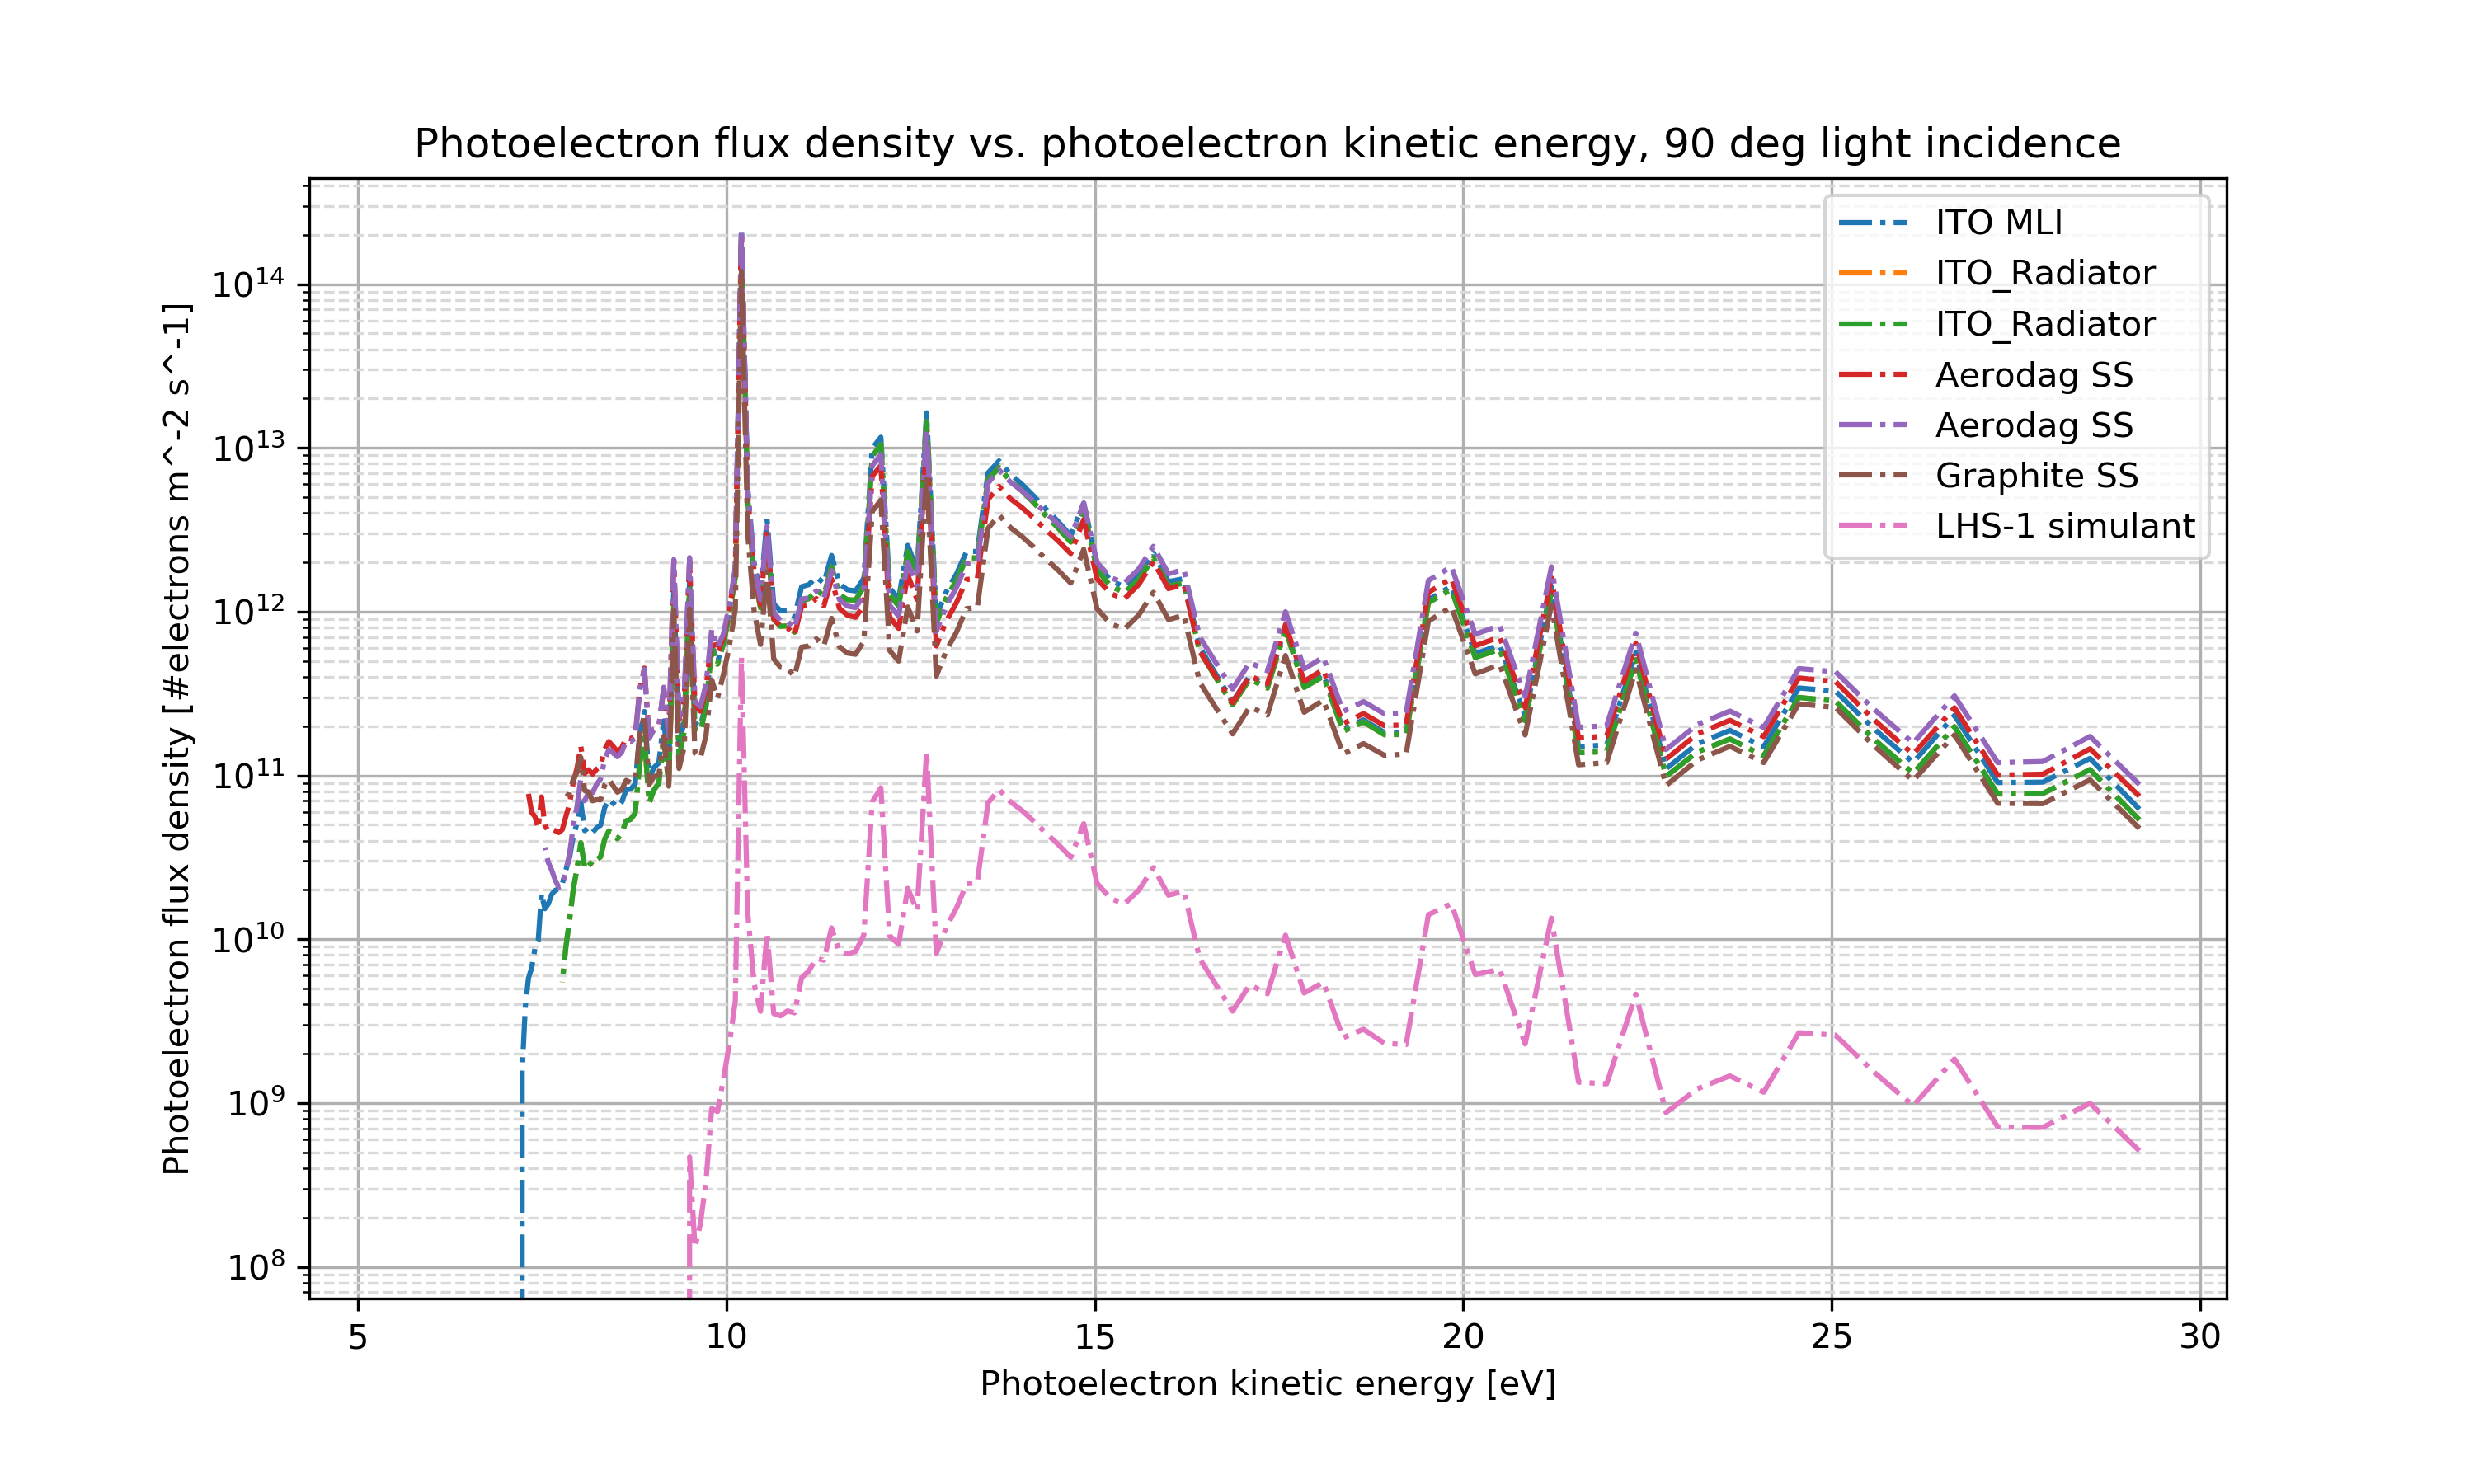 Photoelectron flux density vs. photoelectron kinetic energy, 90 deg light incidence
Photoelectron flux density [#electrons m^-2 s^-1]
10^14
10^13
10^12
10^11
10^10
10^9
10^8
ITO MLI
ITO_Radiator
ITO_Radiator
Aerodag SS
Aerodag SS
Graphite SS
LHS-1 simulant
5 10 15 20 25 30
Photoelectron kinetic energy [eV]